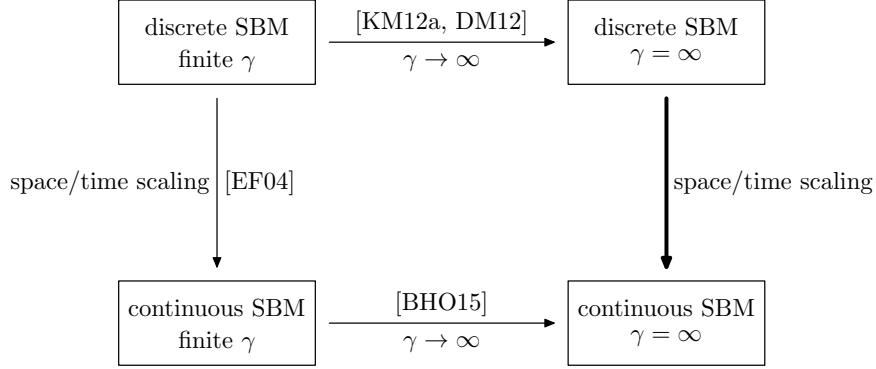 discrete SBM
finite γ
[KM12a, DM12]
γ → ∞
discrete SBM
γ = ∞
space/time scaling
[EF04]
space/time scaling
continuous SBM
finite γ
[BHO15]
γ → ∞
continuous SBM
γ = ∞